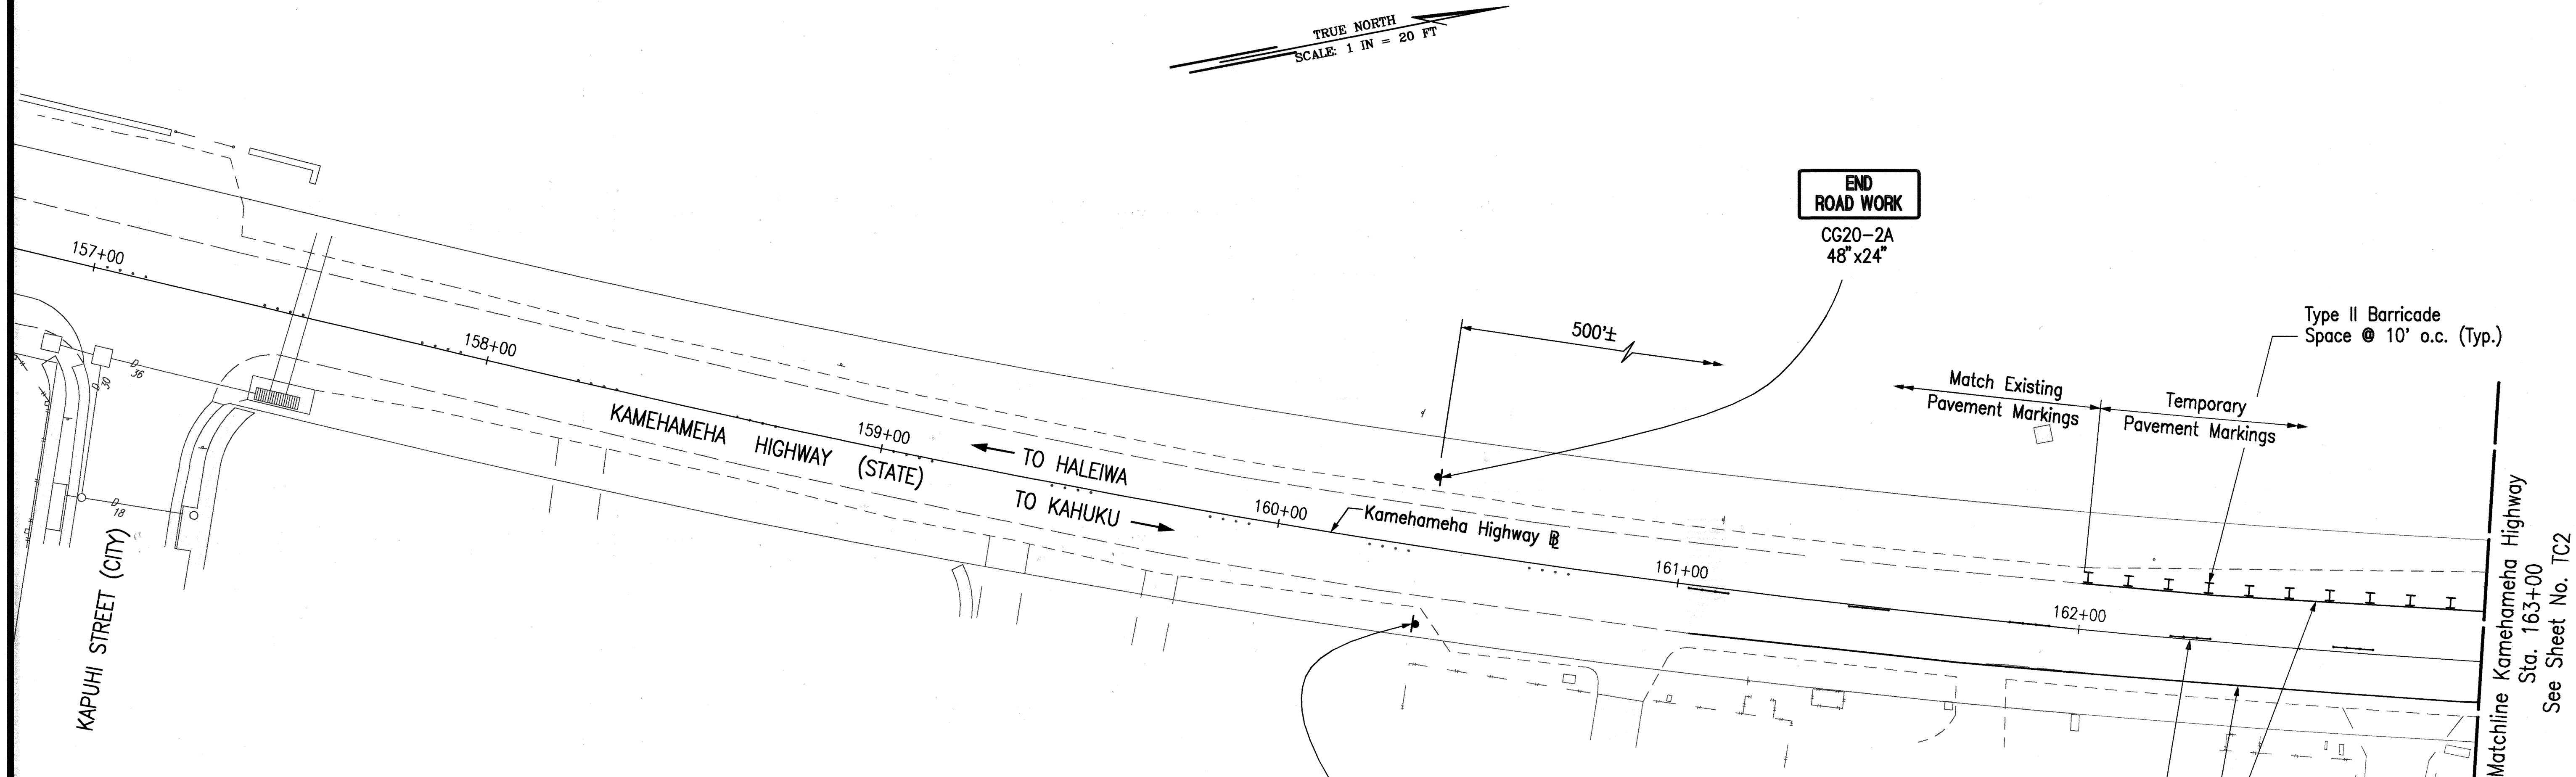 TRUE NORTH
SCALE: 1 IN = 20 FT
END
ROAD WORK
CG20-2A
48"x24"
500'±
Type II Barricade
Space @ 10' o.c. (Typ.)
Match Existing
Pavement Markings
Temporary
Pavement Markings
157+00
158+00
159+00
160+00
161+00
162+00
KAMEHAMEHA HIGHWAY (STATE)
TO HALEIWA
TO KAHUKU
Kamehameha Highway BL
D
36
D
30
D
18
KAPUHI STREET (CITY)
Matchline Kamehameha Highway
Sta. 163+00
See Sheet No. TC2